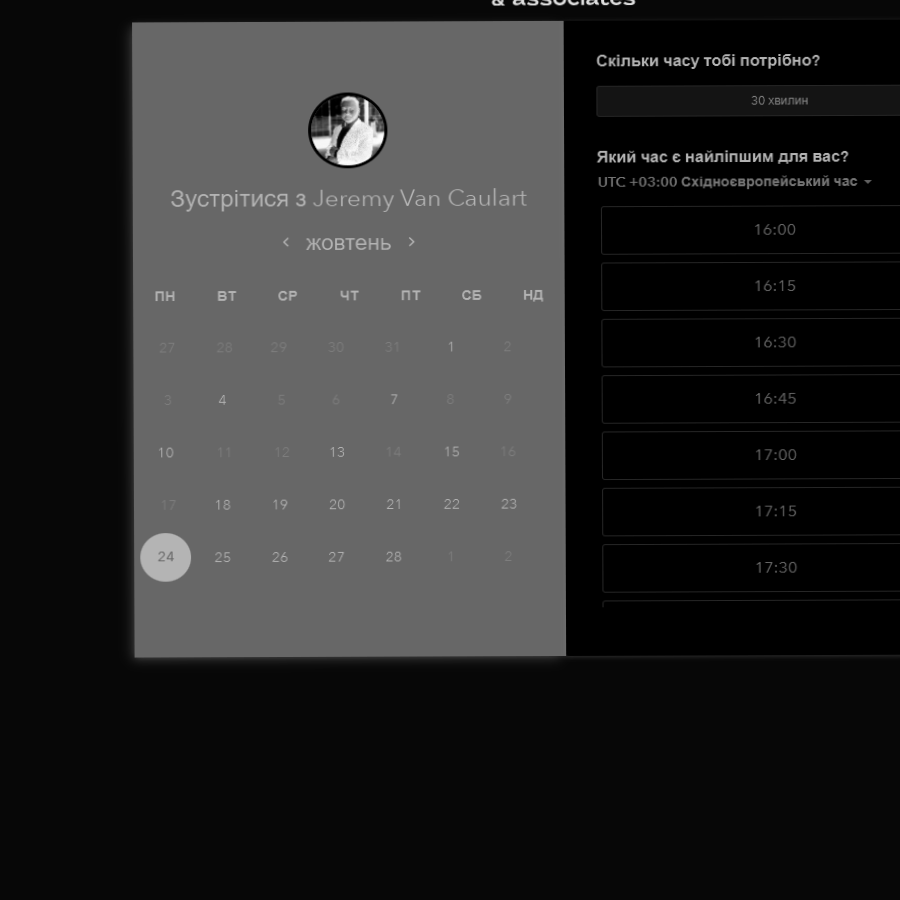 & associates
Зустрітися з Jeremy Van Caulart
жовтень
ПН ВТ СР ЧТ ПТ СБ НД
27 28 29 30 31 1 2
3 4 5 6 7 8 9
10 11 12 13 14 15 16
17 18 19 20 21 22 23
24 25 26 27 28 1 2
Скільки часу тобі потрібно?
30 хвилин
Який час є найліпшим для вас?
UTC +03:00 Східноєвропейський час
16:00
16:15
16:30
16:45
17:00
17:15
17:30